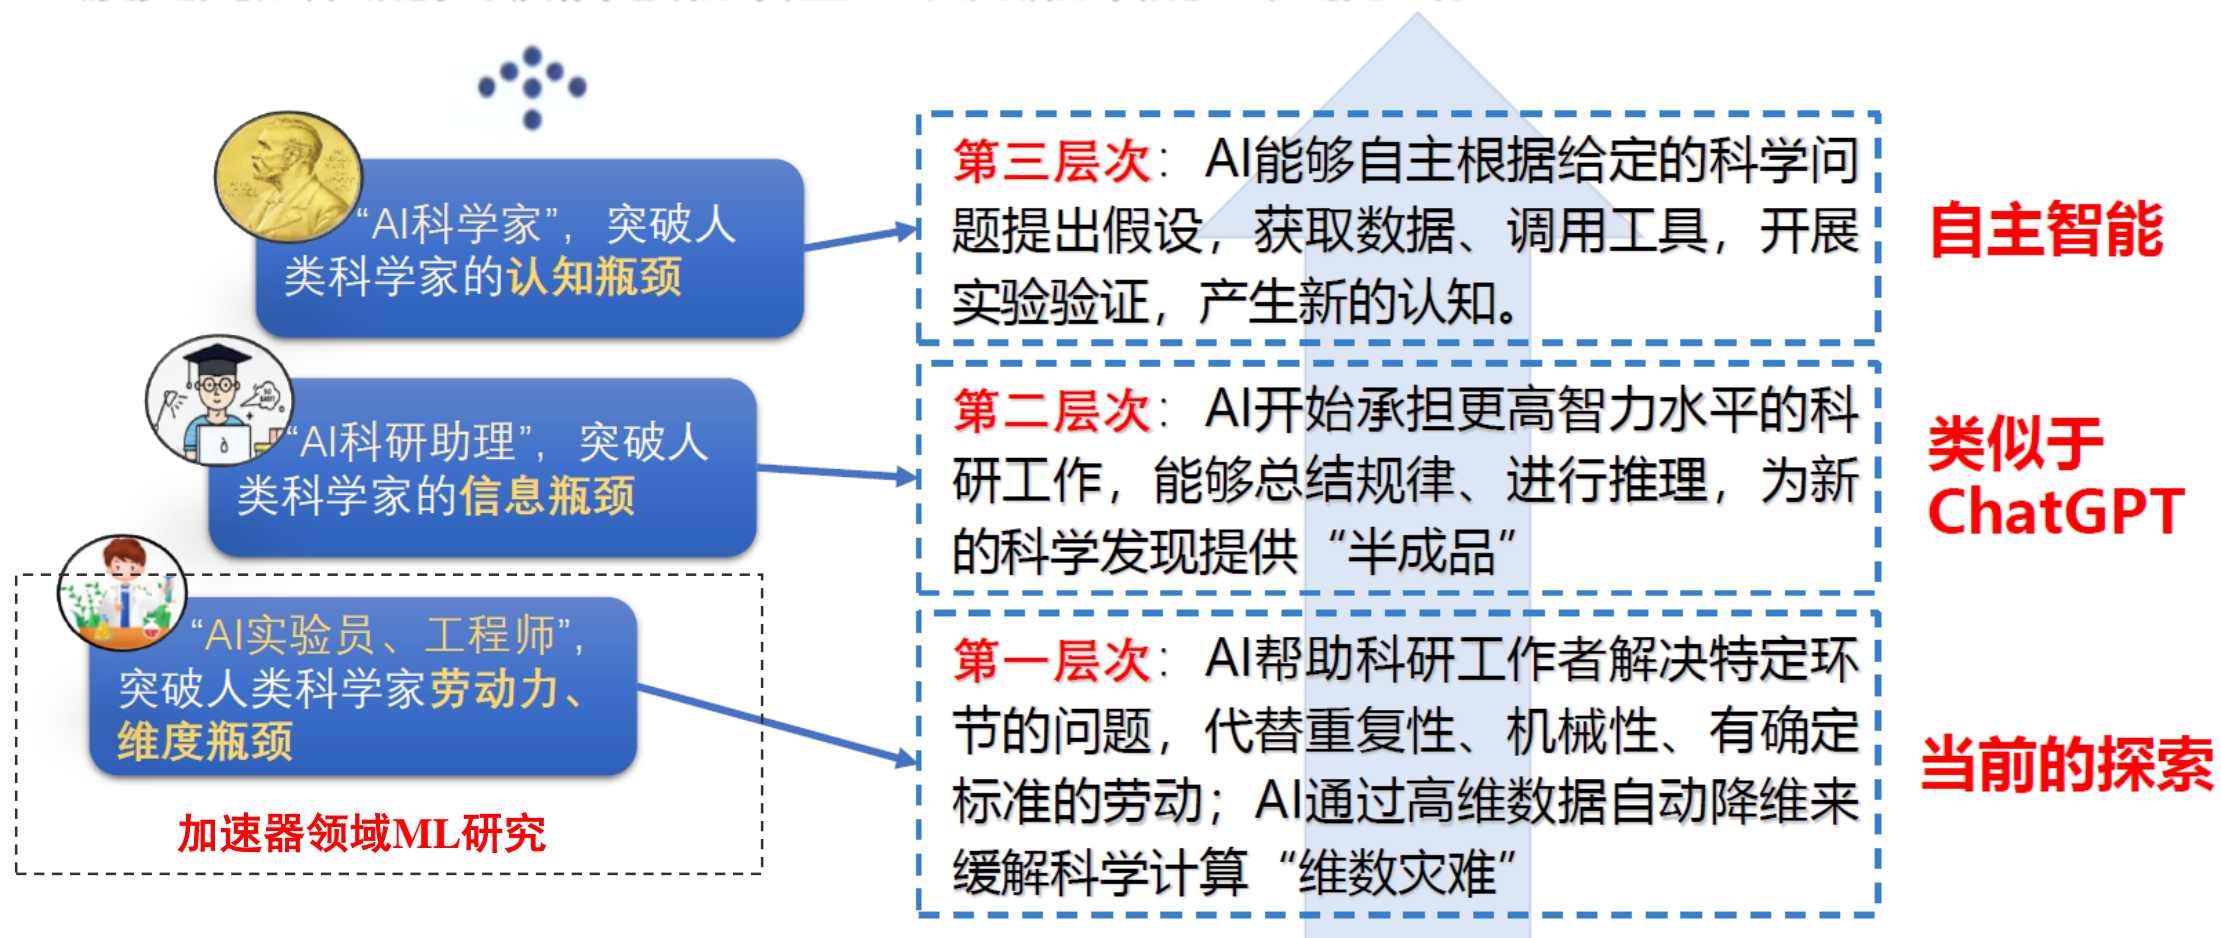 “AI科学家”，突破人
类科学家的认知瓶颈
第三层次：AI能够自主根据给定的科学问
题提出假设，获取数据、调用工具，开展
实验验证，产生新的认知。
自主智能
“AI科研助理”，突破人
类科学家的信息瓶颈
第二层次：AI开始承担更高智力水平的科
研工作，能够总结规律、进行推理，为新
的科学发现提供“半成品”
类似于
ChatGPT
“AI实验员、工程师”，
突破人类科学家劳动力、
维度瓶颈
加速器领域ML研究
第一层次：AI帮助科研工作者解决特定环
节的问题，代替重复性、机械性、有确定
标准的劳动；AI通过高维数据自动降维来
缓解科学计算“维数灾难”
当前的探索